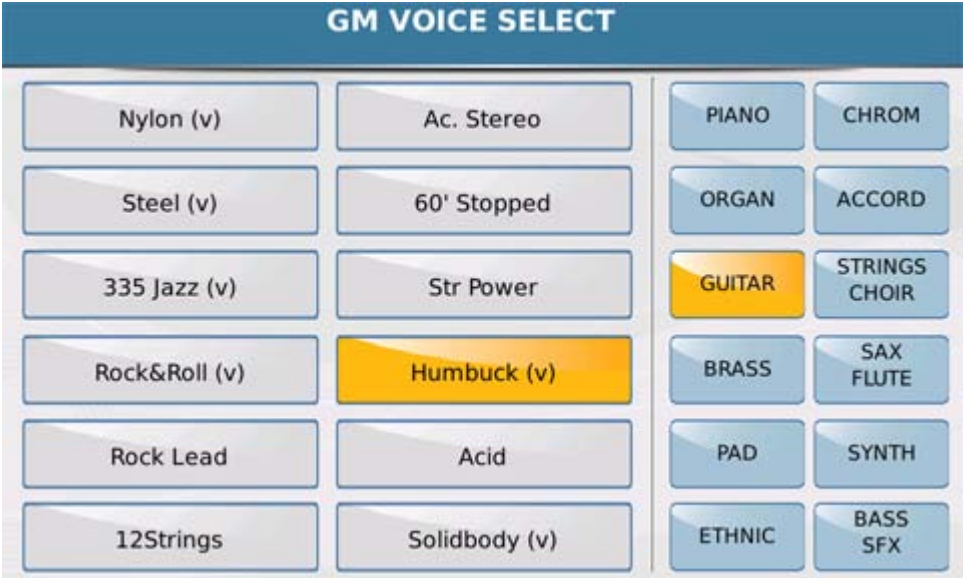 GM VOICE SELECT
Nylon (v)
Ac. Stereo
PIANO
CHROM
Steel (v)
60' Stopped
ORGAN
ACCORD
335 Jazz (v)
Str Power
GUITAR
STRINGS
CHOIR
Rock&Roll (v)
Humbuck (v)
BRASS
SAX
FLUTE
Rock Lead
Acid
PAD
SYNTH
12Strings
Solidbody (v)
ETHNIC
BASS
SFX